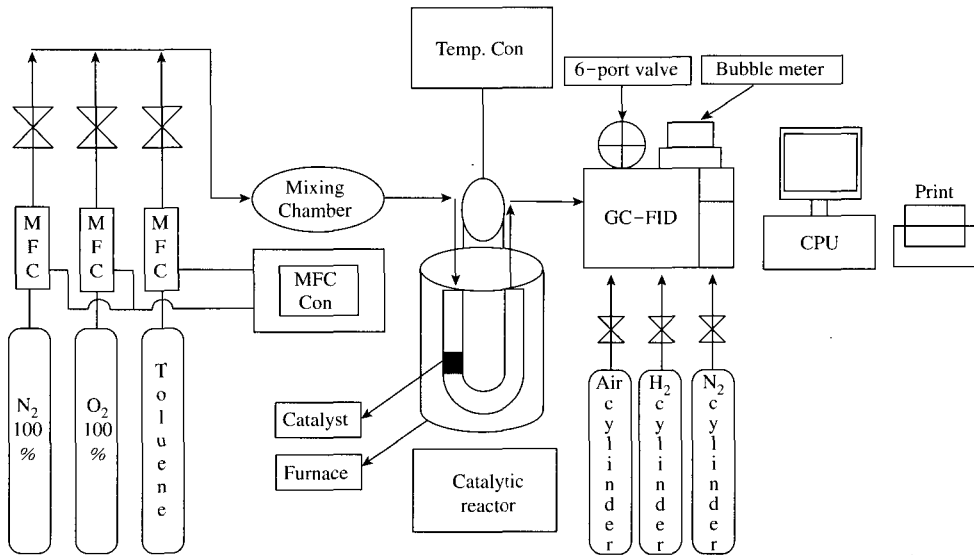 Temp. Con
6-port valve
Bubble meter
Mixing
Chamber
GC-FID
CPU
Print
MFC
MFC
MFC
MFC
Con
N₂
100
%
O₂
100
%
Toluene
Catalyst
Furnace
Catalytic
reactor
Air cylinder
H₂ cylinder
N₂ cylinder